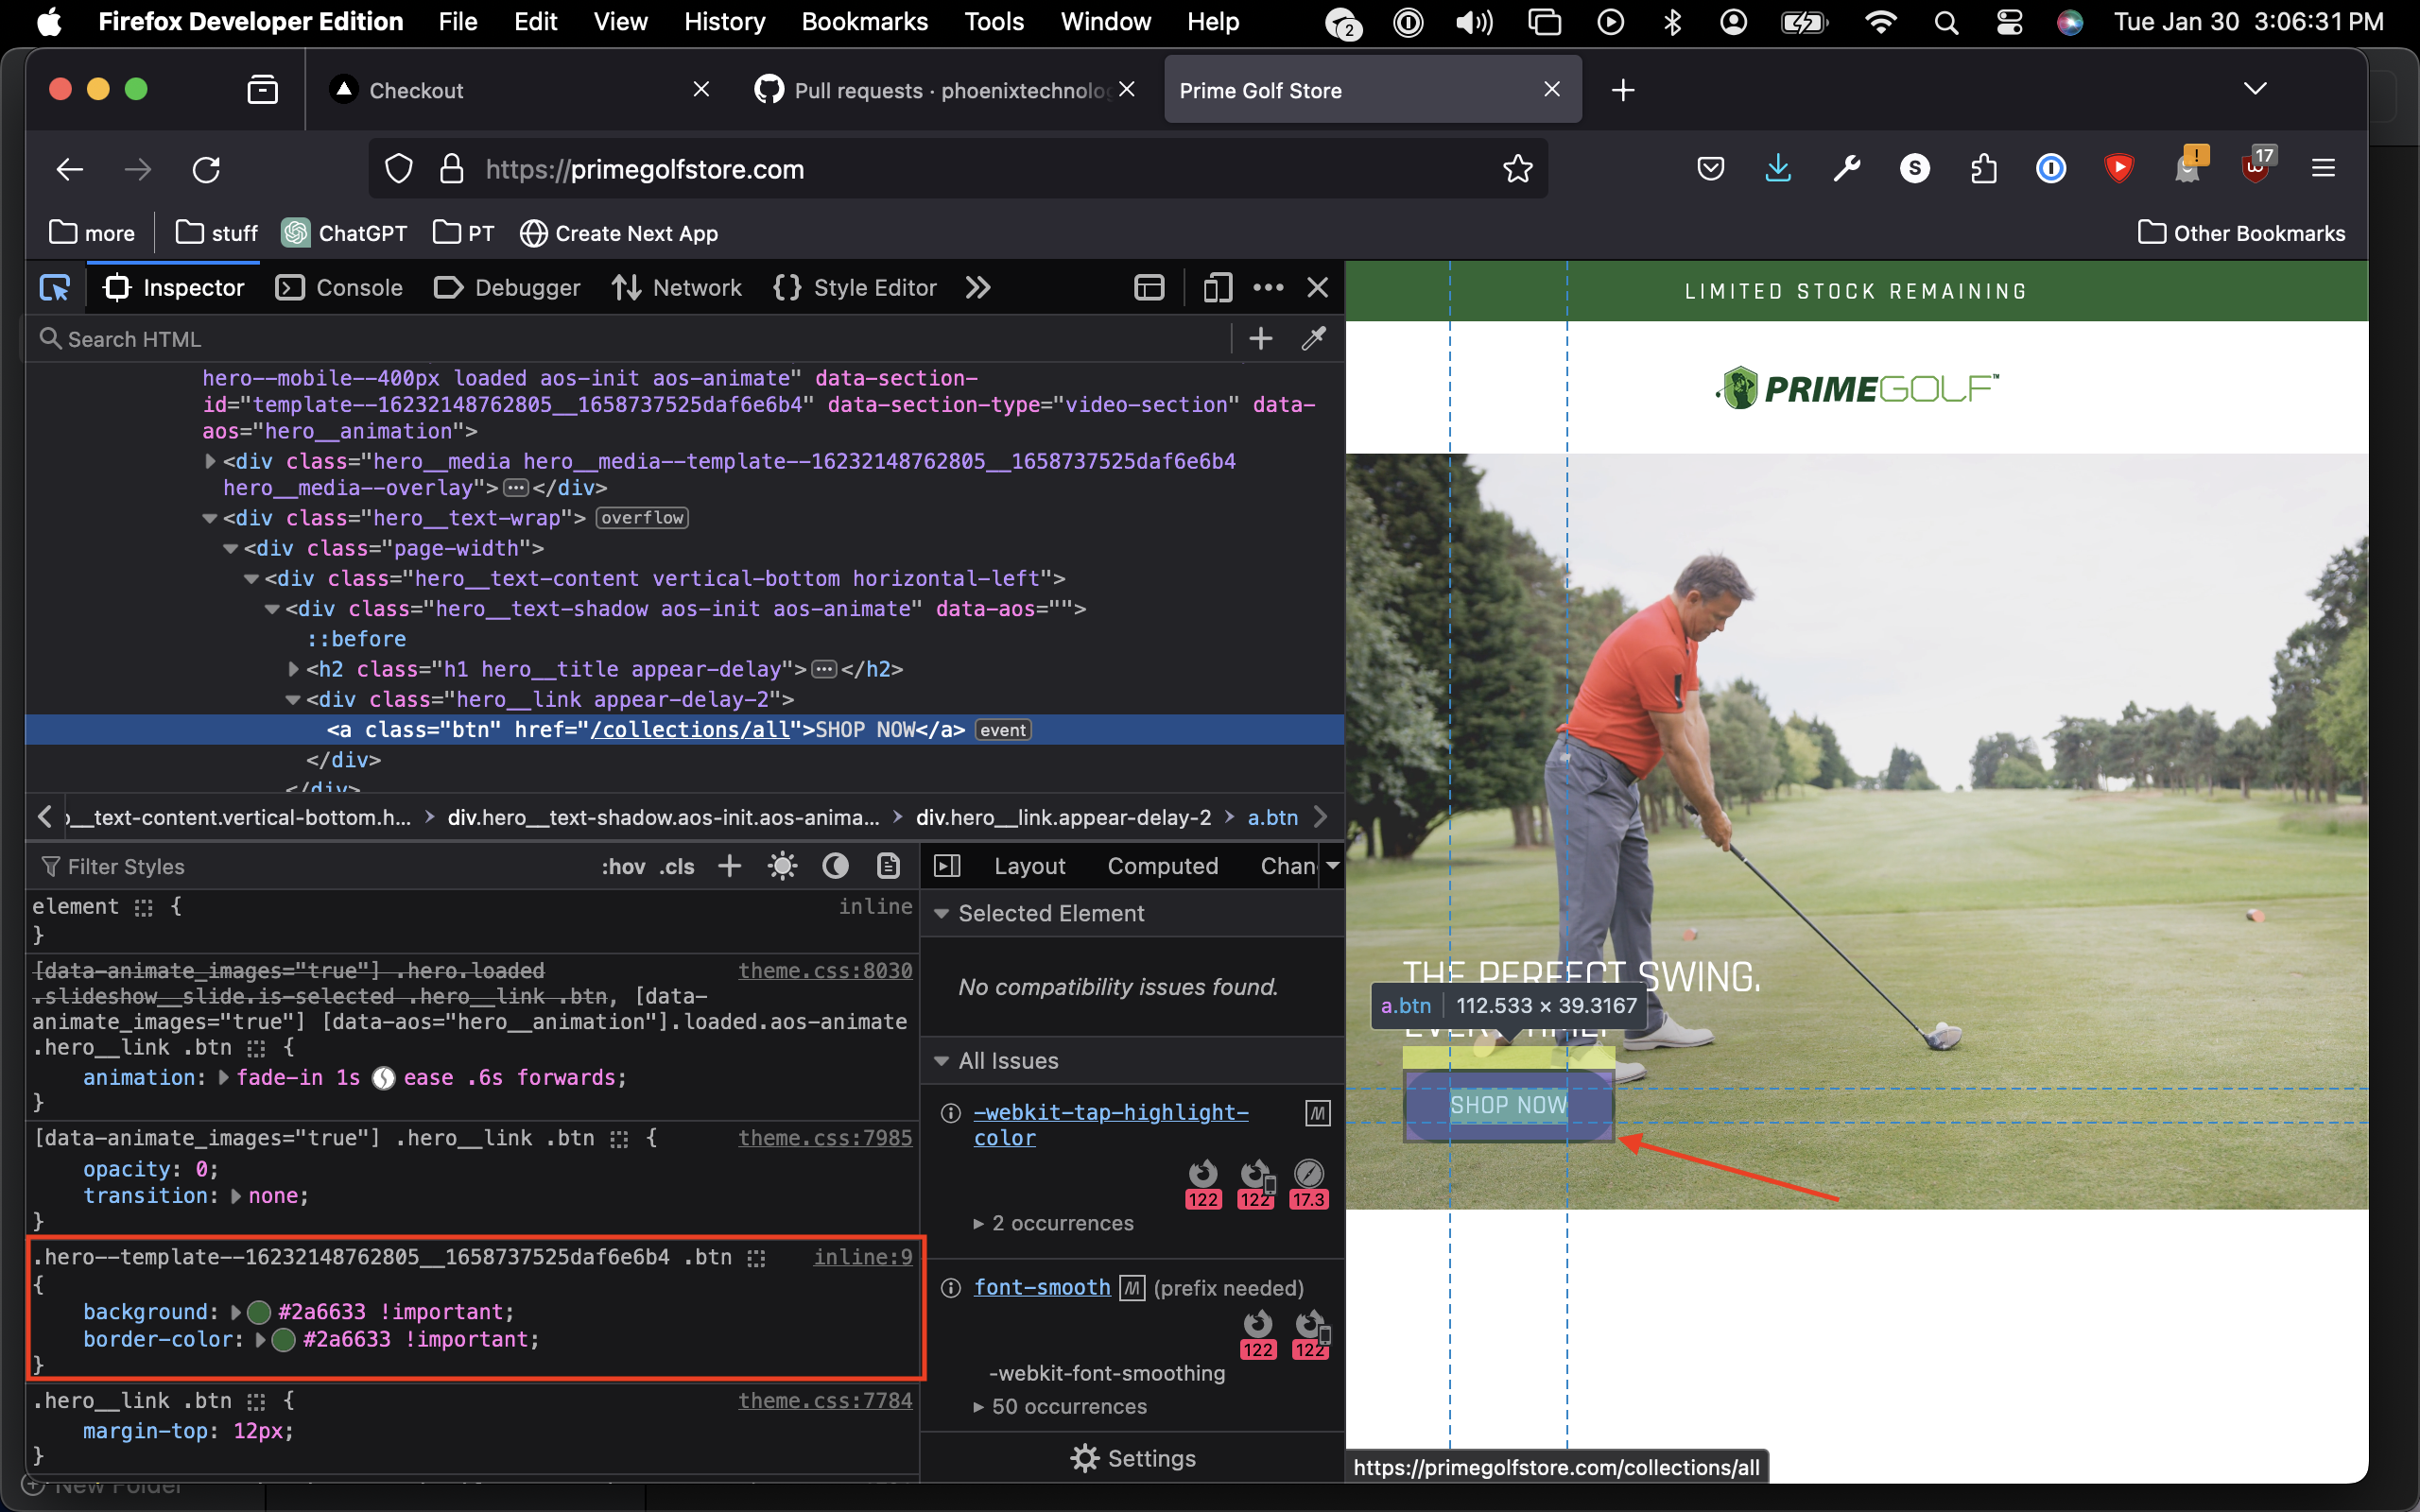 Firefox Developer Edition File Edit View History Bookmarks Tools Window Help 2 Tue Jan 30 3:06:31 PM
Checkout
Pull requests · phoenixtechnolog
Prime Golf Store
https://primegolfstore.com
S
! 17
more stuff ChatGPT PT Create Next App Other Bookmarks
Inspector Console Debugger Network Style Editor
Search HTML
hero--mobile--400px loaded aos-init aos-animate" data-section-
id="template--16232148762805__1658737525daf6e6b4" data-section-type="video-section" data-
aos="hero__animation">
<div class="hero__media hero__media--template--16232148762805__1658737525daf6e6b4
hero__media--overlay">⋯</div>
<div class="hero__text-wrap"> overflow
<div class="page-width">
<div class="hero__text-content vertical-bottom horizontal-left">
<div class="hero__text-shadow aos-init aos-animate" data-aos="">
::before
<h2 class="h1 hero__title appear-delay">⋯</h2>
<div class="hero__link appear-delay-2">
<a class="btn" href="/collections/all">SHOP NOW</a> event
</div>
</div>
__text-content.vertical-bottom.h... div.hero__text-shadow.aos-init.aos-anima... div.hero__link.appear-delay-2 a.btn
Filter Styles :hov .cls
element {
inline
}
[data-animate_images="true"] .hero.loaded
theme.css:8030
.slideshow__slide.is-selected .hero__link .btn, [data-
animate_images="true"] [data-aos="hero__animation"].loaded.aos-animate
.hero__link .btn {
animation: fade-in 1s ease .6s forwards;
}
[data-animate_images="true"] .hero__link .btn {
theme.css:7985
opacity: 0;
transition: none;
}
.hero--template--16232148762805__1658737525daf6e6b4 .btn
inline:9
{
background: #2a6633 !important;
border-color: #2a6633 !important;
}
.hero__link .btn {
theme.css:7784
margin-top: 12px;
}
Layout Computed Chan
Selected Element
No compatibility issues found.
All Issues
-webkit-tap-highlight-
color
122 122 17.3
2 occurrences
font-smooth (prefix needed)
122 122
-webkit-font-smoothing
50 occurrences
Settings
LIMITED STOCK REMAINING
PRIMEGOLF™
THE PERFECT SWING.
a.btn 112.533 × 39.3167
SHOP NOW
https://primegolfstore.com/collections/all
New Folder